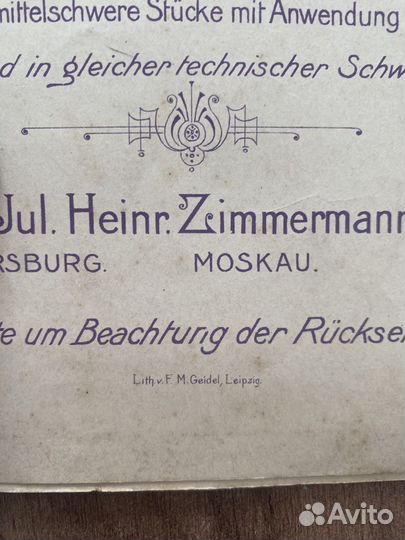 mittelschwere Stücke mit Anwendung
d in gleicher technischer Schw
Jul. Heinr. Zimmermann
RSBURG. MOSKAU.
te um Beachtung der Rückse
Lith. v. F. M. Geidel, Leipzig.
Avito